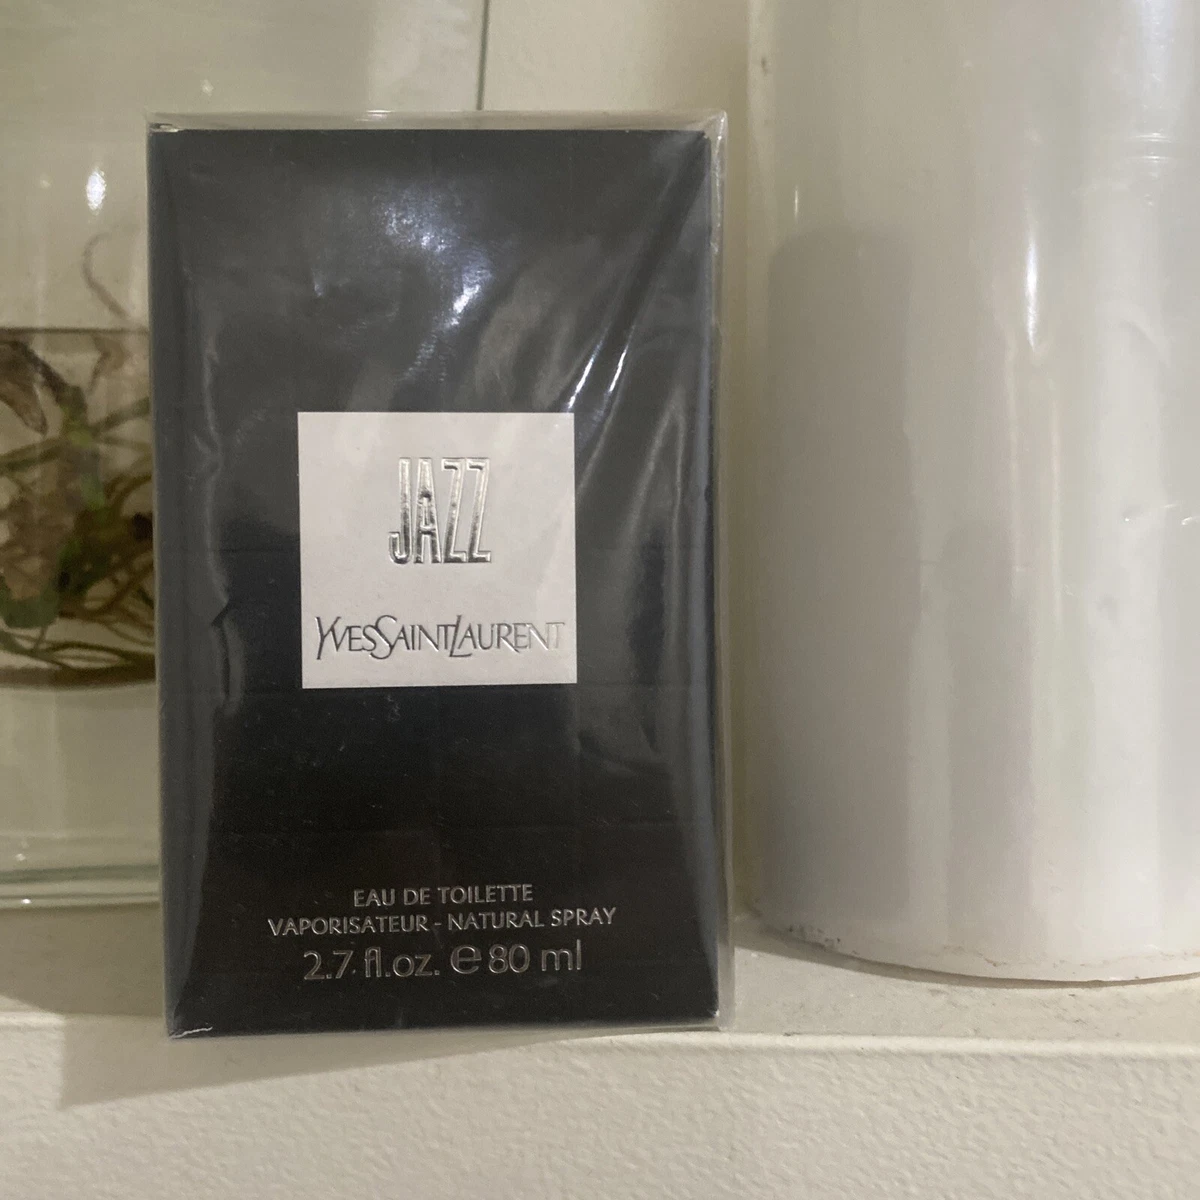 JAZZ
YVESSAINTLAURENT
EAU DE TOILETTE
VAPORISATEUR - NATURAL SPRAY
2.7 fl.oz. ℮ 80 ml